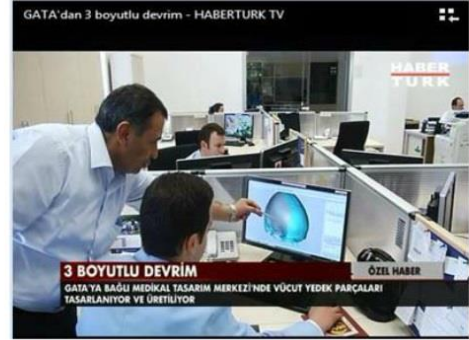 GATA'dan 3 boyutlu devrim - HABERTURK TV
HABER
TURK
3 BOYUTLU DEVRİM
ÖZEL HABER
GATA'YA BAĞLI MEDİKAL TASARIM MERKEZİ'NDE VÜCUT YEDEK PARÇALARI
TASARLANIYOR VE ÜRETİLİYOR